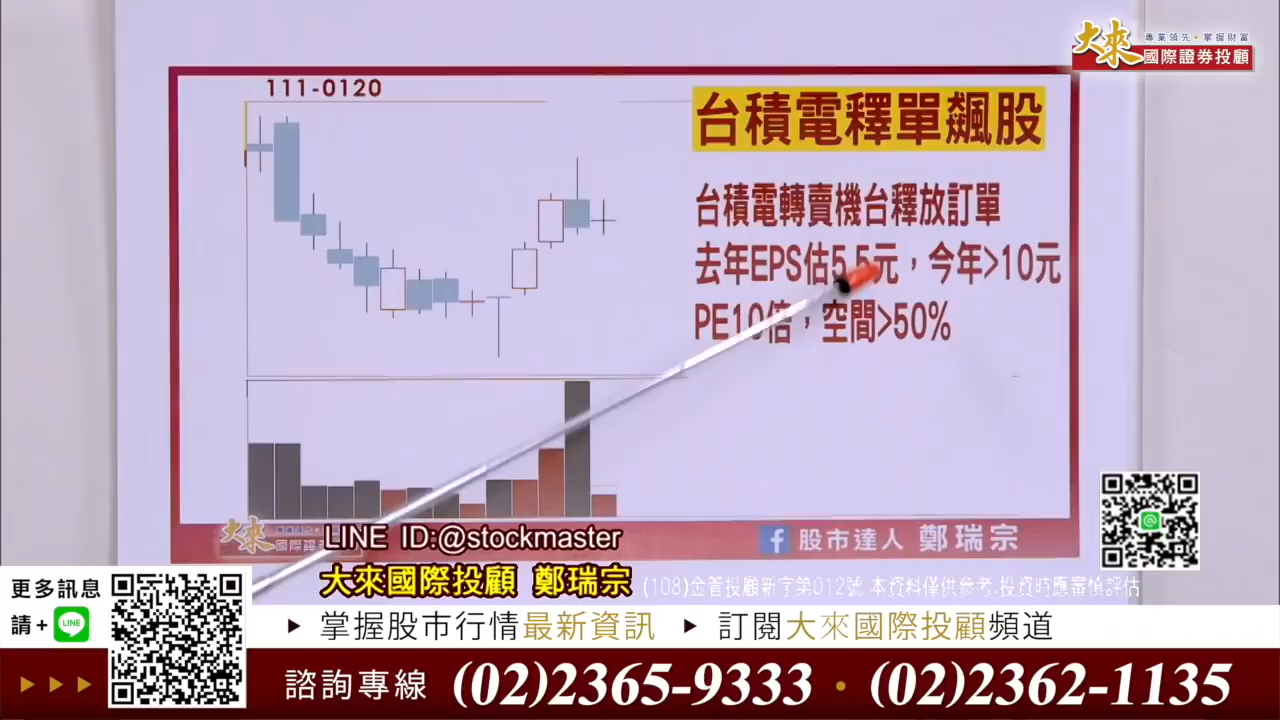 大來
專業領先・掌握財富
國際證券投顧
111-0120
台積電釋單飆股
台積電轉賣機台釋放訂單
去年EPS估5.5元，今年>10元
PE10倍，空間>50%
大來
國際證
LINE ID:@stockmaster
股市達人 鄭瑞宗
大來國際投顧 鄭瑞宗
(108)金管投顧新字第012號 本資料僅供參考.投資時應審慎評估
更多訊息
請+ LINE
▶ 掌握股市行情最新資訊 ▶ 訂閱大來國際投顧頻道
諮詢專線 (02)2365-9333・(02)2362-1135